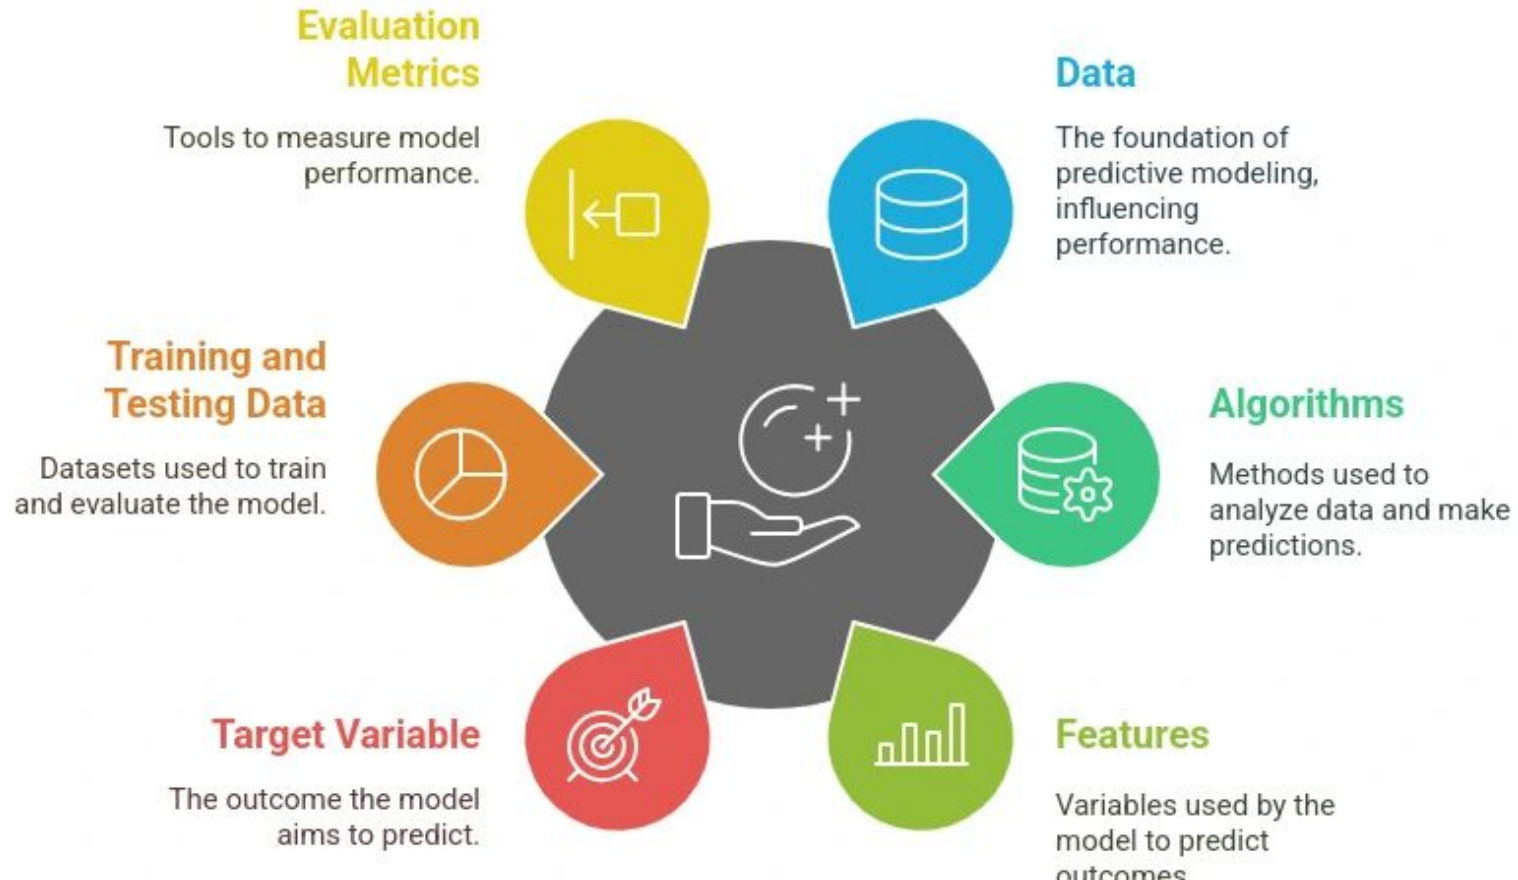 Evaluation
Metrics
Tools to measure model
performance.
Data
The foundation of
predictive modeling,
influencing
performance.
Training and
Testing Data
Datasets used to train
and evaluate the model.
Algorithms
Methods used to
analyze data and make
predictions.
Target Variable
The outcome the model
aims to predict.
Features
Variables used by the
model to predict
outcomes